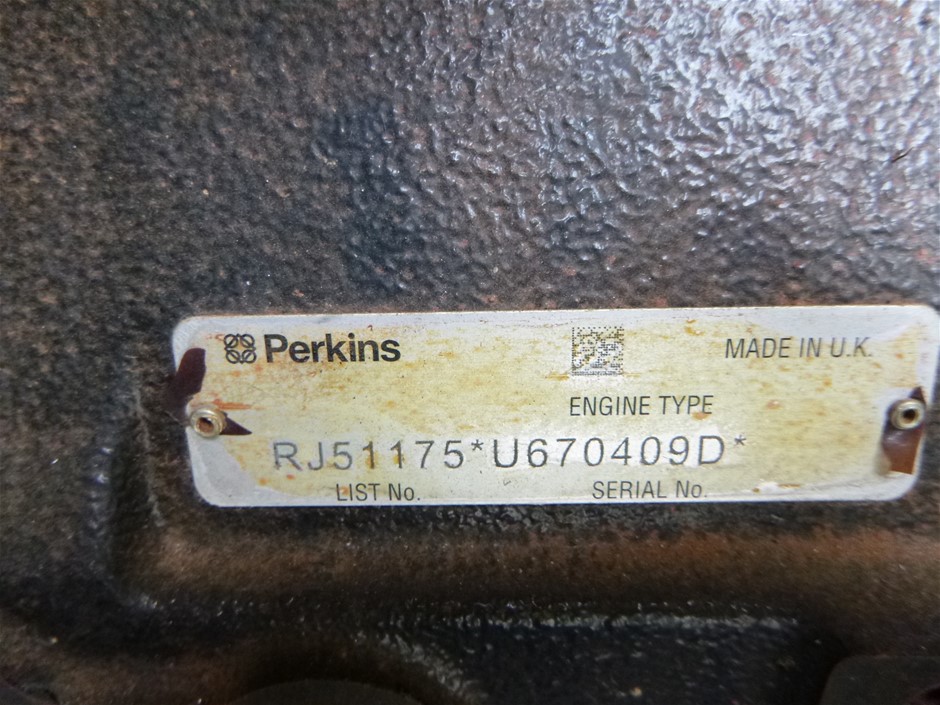 Perkins
MADE IN U.K.
ENGINE TYPE
RJ51175*U670409D*
LIST No.
SERIAL No.